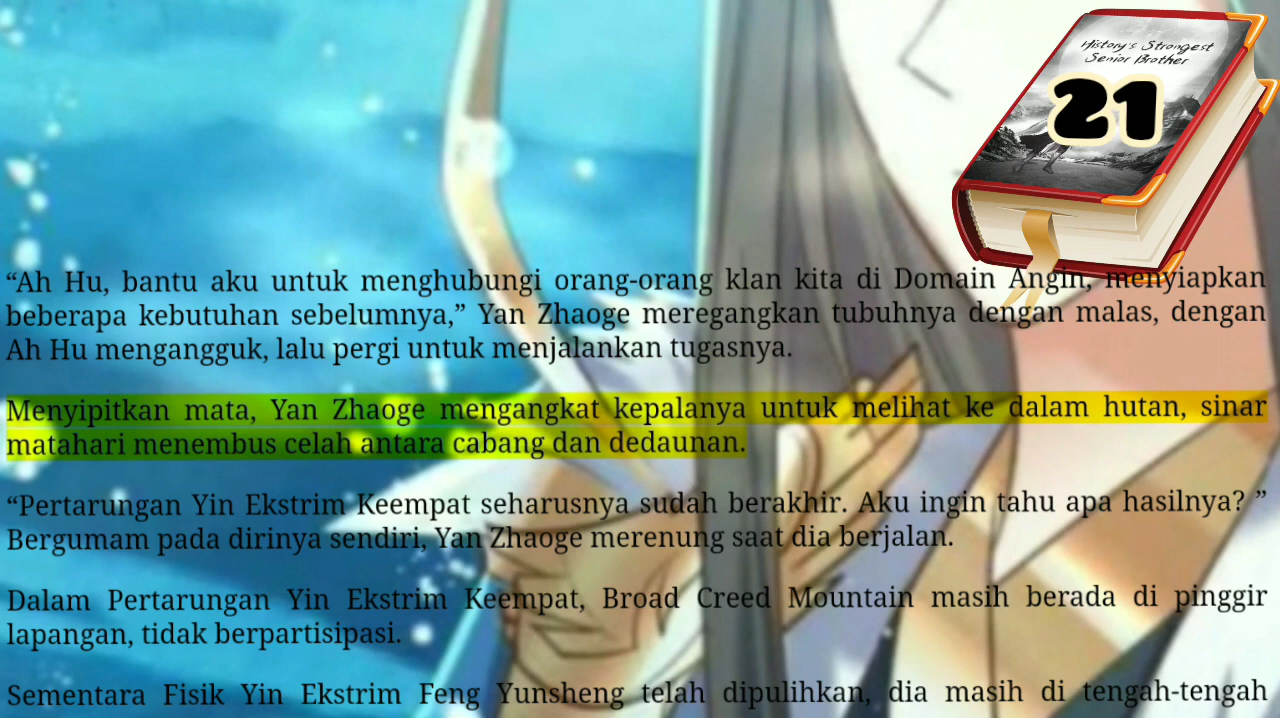 History's Strongest
Senior Brother
21
“Ah Hu, bantu aku untuk menghubungi orang-orang klan kita di Domain Angin, menyiapkan
beberapa kebutuhan sebelumnya,” Yan Zhaoge meregangkan tubuhnya dengan malas, dengan
Ah Hu mengangguk, lalu pergi untuk menjalankan tugasnya.
Menyipitkan mata, Yan Zhaoge mengangkat kepalanya untuk melihat ke dalam hutan, sinar
matahari menembus celah antara cabang dan dedaunan.
“Pertarungan Yin Ekstrim Keempat seharusnya sudah berakhir. Aku ingin tahu apa hasilnya? ”
Bergumam pada dirinya sendiri, Yan Zhaoge merenung saat dia berjalan.
Dalam Pertarungan Yin Ekstrim Keempat, Broad Creed Mountain masih berada di pinggir
lapangan, tidak berpartisipasi.
Sementara Fisik Yin Ekstrim Feng Yunsheng telah dipulihkan, dia masih di tengah-tengah